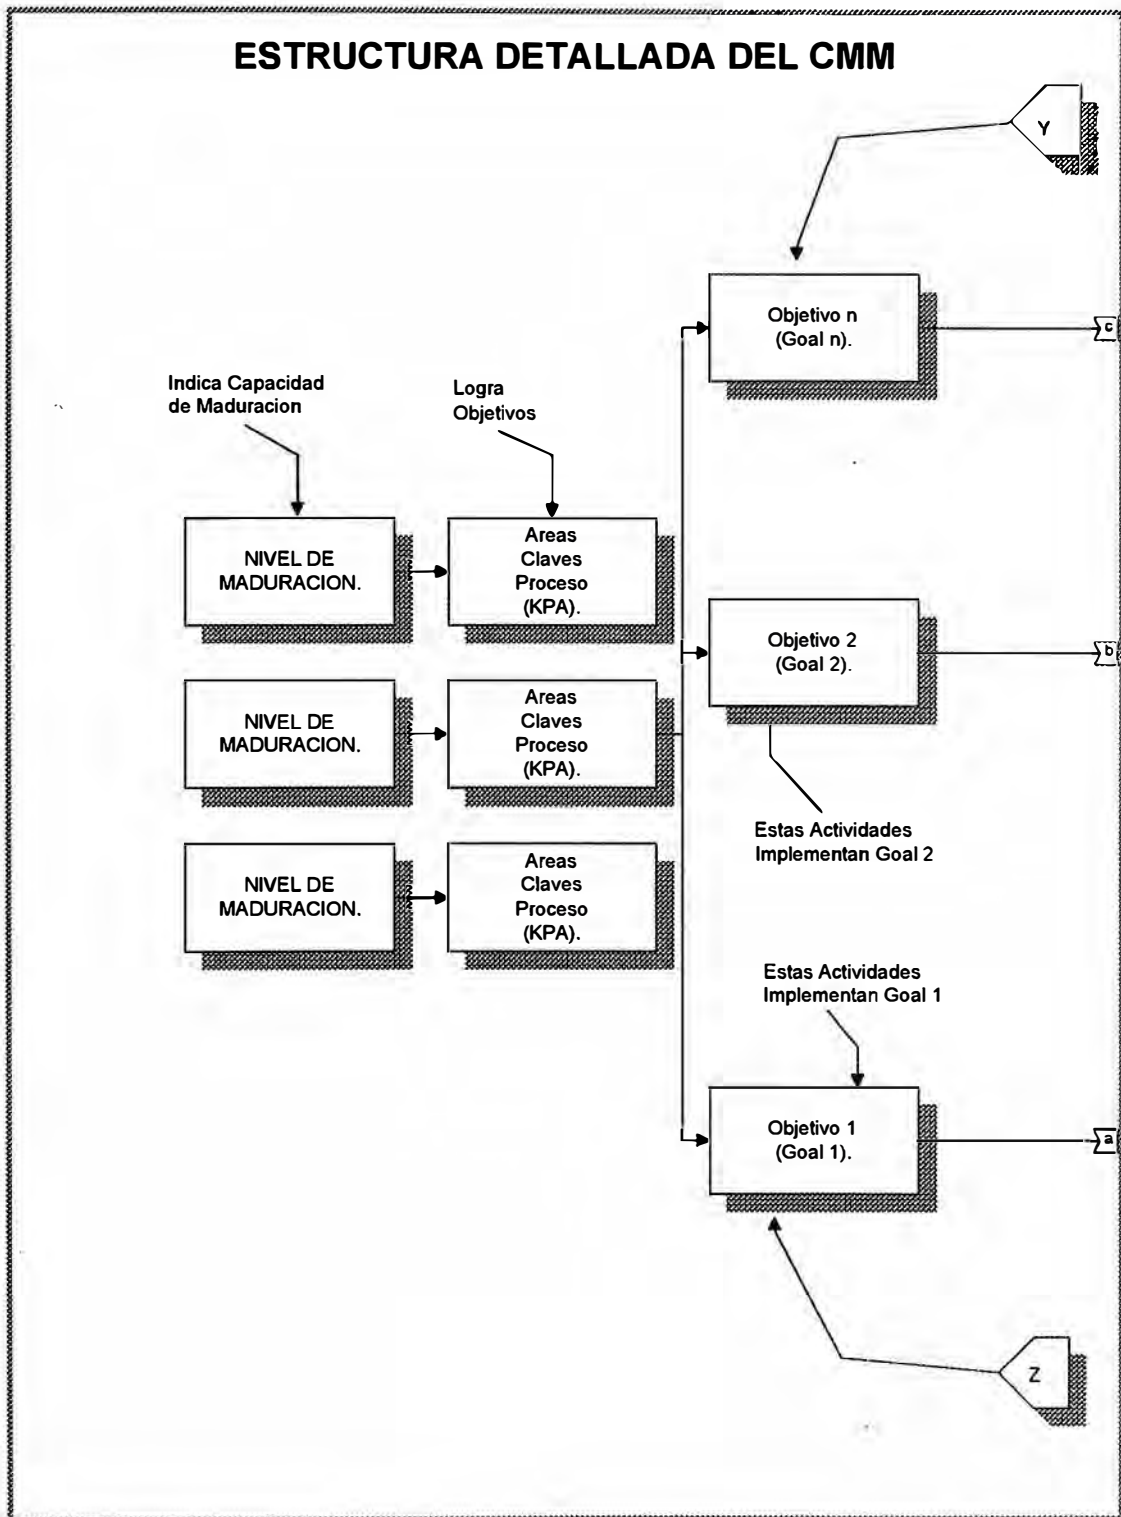 ESTRUCTURA DETALLADA DEL CMM
Y
Objetivo n
(Goal n).
c
Indica Capacidad
de Maduracion
Logra
Objetivos
NIVEL DE
MADURACION.
Areas
Claves
Proceso
(KPA).
Objetivo 2
(Goal 2).
b
NIVEL DE
MADURACION.
Areas
Claves
Proceso
(KPA).
Estas Actividades
Implementan Goal 2
NIVEL DE
MADURACION.
Areas
Claves
Proceso
(KPA).
Estas Actividades
Implementan Goal 1
Objetivo 1
(Goal 1).
a
Z